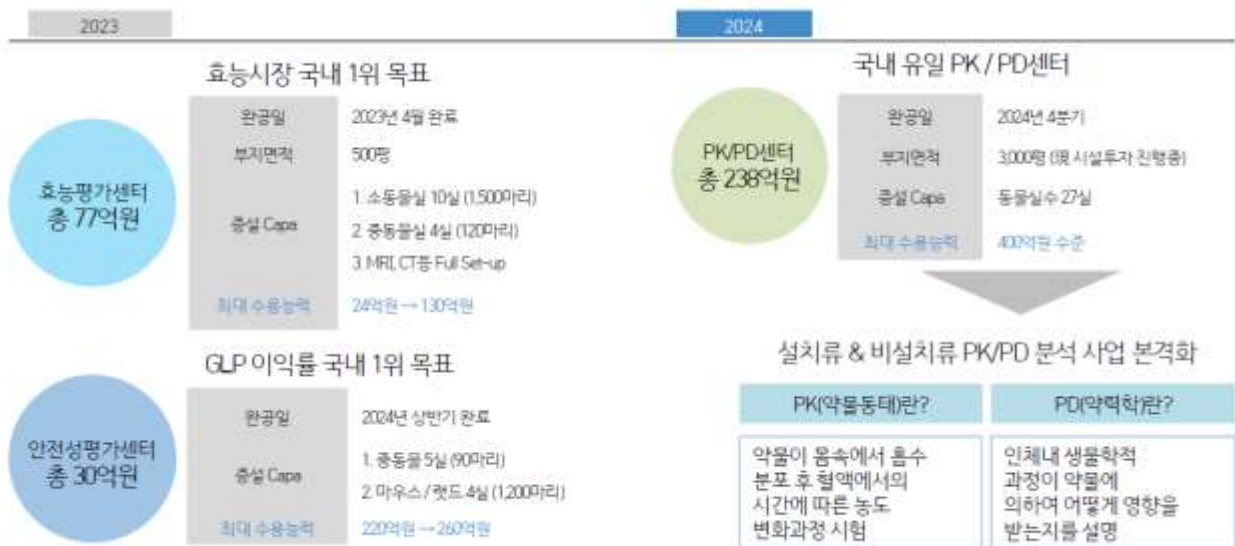 2023
효능시장 국내 1위 목표
효능평가센터
총 77억원
완공일
2023년 4월 완료
부지면적
500평
증설 Capa
1. 소동물실 10실 (1,500마리)
2. 중동물실 4실 (120마리)
3. MRI, CT등 Full Set-up
최대 수용능력
24억원 → 130억원
GLP 이익률 국내 1위 목표
안전성평가센터
총 30억원
완공일
2024년 상반기 완료
증설 Capa
1. 중동물 5실 (90마리)
2. 마우스 / 랫드 4실 (1,200마리)
최대 수용능력
220억원 → 260억원
2024
국내 유일 PK / PD센터
PK/PD센터
총 238억원
완공일
2024년 4분기
부지면적
3,000평 (現 시설투자 진행중)
증설 Capa
동물실수 27실
최대 수용능력
400억원 수준
설치류 & 비설치류 PK/PD 분석 사업 본격화
PK(약물동태)란?
약물이 몸속에서 흡수
분포 후 혈액에서의
시간에 따른 농도
변화과정 시험
PD(약력학)란?
인체내 생물학적
과정이 약물에
의하여 어떻게 영향을
받는지를 설명